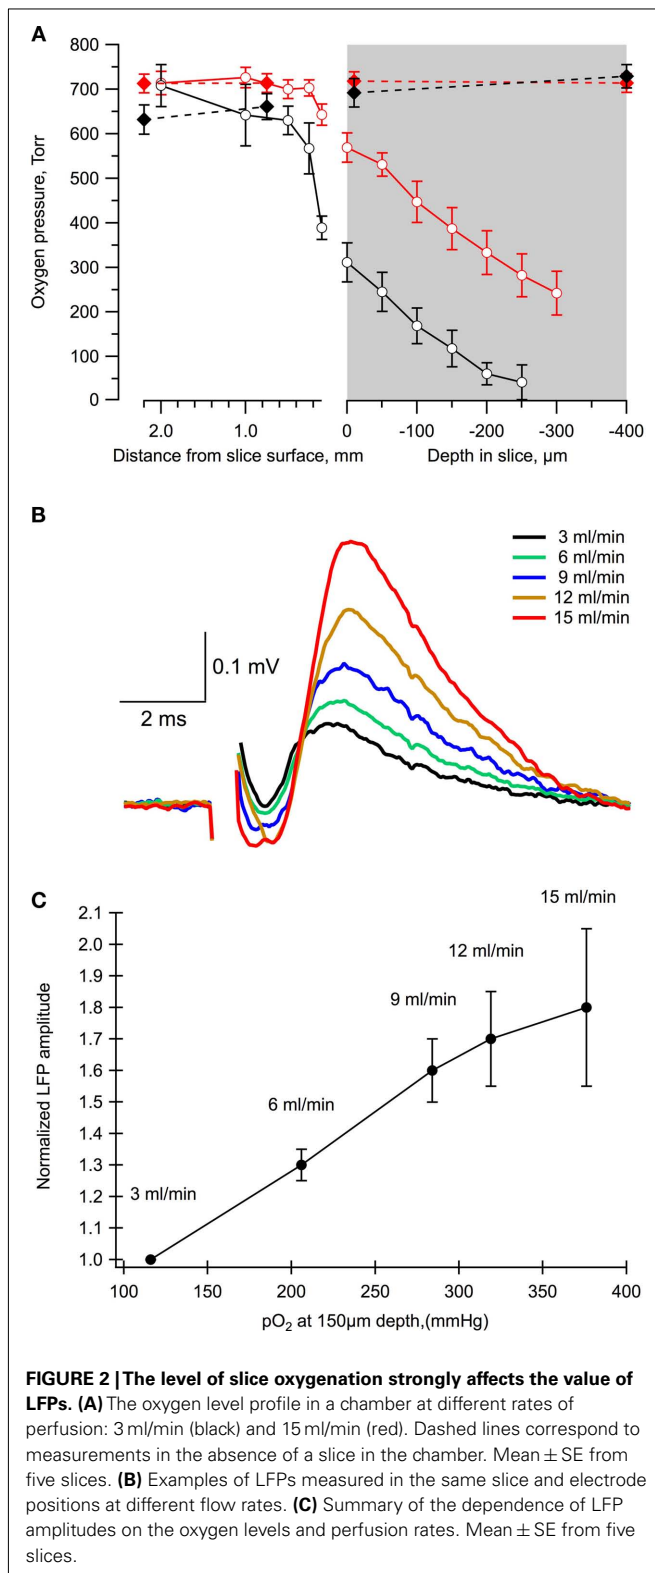 A
800
700
600
500
400
300
200
100
0
Oxygen pressure, Torr
2.0 1.0 0 -100 -200 -300 -400
Distance from slice surface, mm Depth in slice, µm
B
3 ml/min
6 ml/min
9 ml/min
12 ml/min
15 ml/min
0.1 mV
2 ms
C
15 ml/min
12 ml/min
9 ml/min
6 ml/min
3 ml/min
2.1
2.0
1.9
1.8
1.7
1.6
1.5
1.4
1.3
1.2
1.1
1.0
Normalized LFP amplitude
100 150 200 250 300 350 400
pO₂ at 150µm depth,(mmHg)
FIGURE 2 | The level of slice oxygenation strongly affects the value of
LFPs. (A) The oxygen level profile in a chamber at different rates of
perfusion: 3 ml/min (black) and 15 ml/min (red). Dashed lines correspond to
measurements in the absence of a slice in the chamber. Mean ± SE from
five slices. (B) Examples of LFPs measured in the same slice and electrode
positions at different flow rates. (C) Summary of the dependence of LFP
amplitudes on the oxygen levels and perfusion rates. Mean ± SE from five
slices.